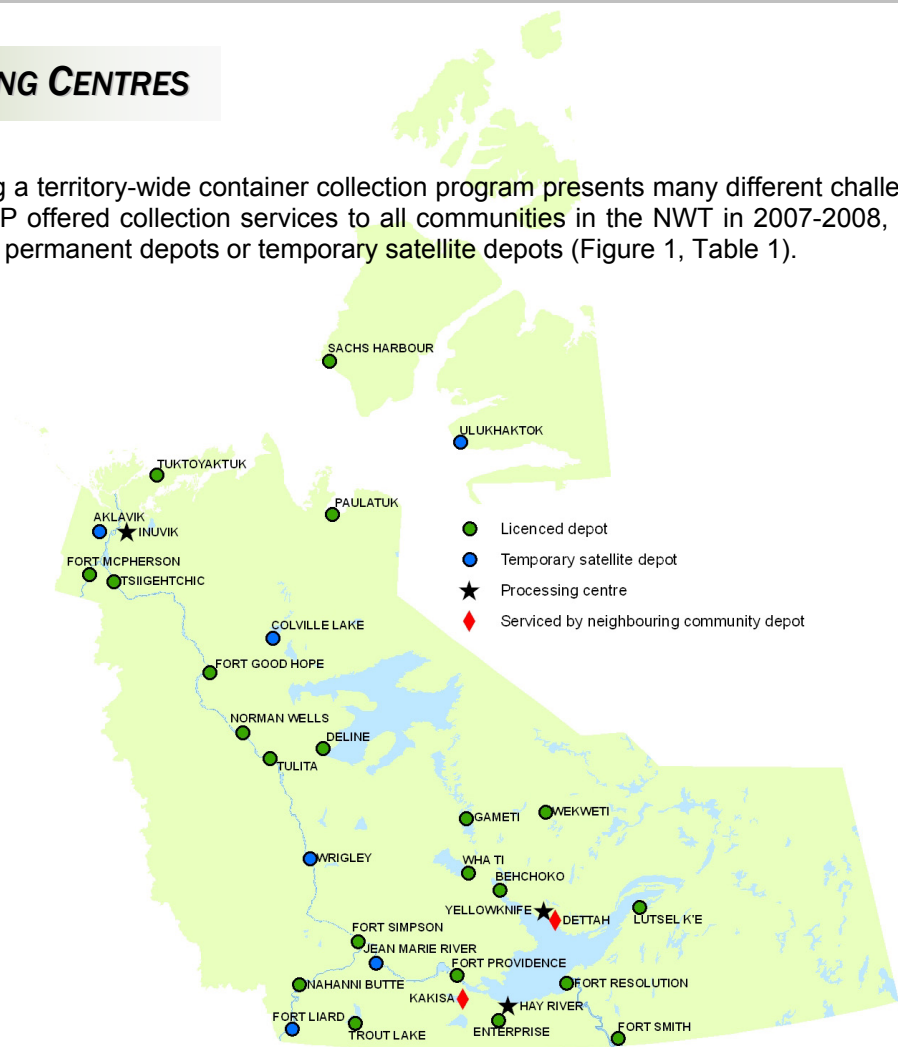 NG CENTRES
g a territory-wide container collection program presents many different challe
P offered collection services to all communities in the NWT in 2007-2008,
permanent depots or temporary satellite depots (Figure 1, Table 1).
SACHS HARBOUR
ULUKHAKTOK
TUKTOYAKTUK
PAULATUK
AKLAVIK
INUVIK
FORT MCPHERSON
TSIIGEHTCHIC
Licenced depot
Temporary satellite depot
Processing centre
Serviced by neighbouring community depot
COLVILLE LAKE
FORT GOOD HOPE
NORMAN WELLS
DELINE
TULITA
GAMETI
WEKWETI
WRIGLEY
WHA TI
BEHCHOKO
YELLOWKNIFE
DETTAH
LUTSEL K'E
FORT SIMPSON
JEAN MARIE RIVER
FORT PROVIDENCE
NAHANNI BUTTE
KAKISA
FORT RESOLUTION
HAY RIVER
FORT LIARD
TROUT LAKE
ENTERPRISE
FORT SMITH